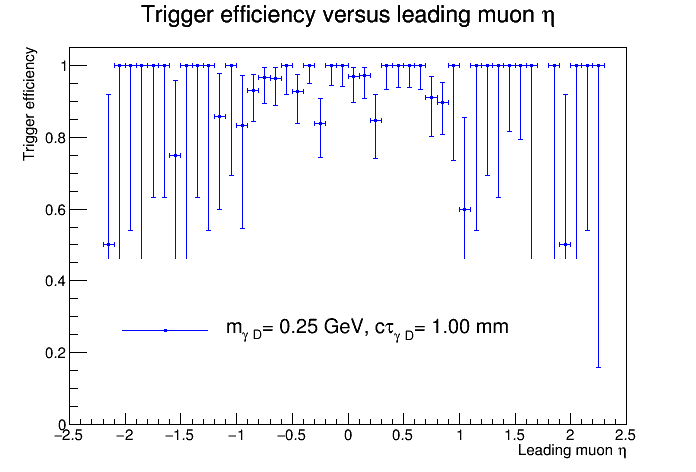 Trigger efficiency versus leading muon η
Trigger efficiency
1
0.8
0.6
0.4
0.2
0
mγ D= 0.25 GeV, cτγ D= 1.00 mm
−2.5 −2 −1.5 −1 −0.5 0 0.5 1 1.5 2 2.5
Leading muon η